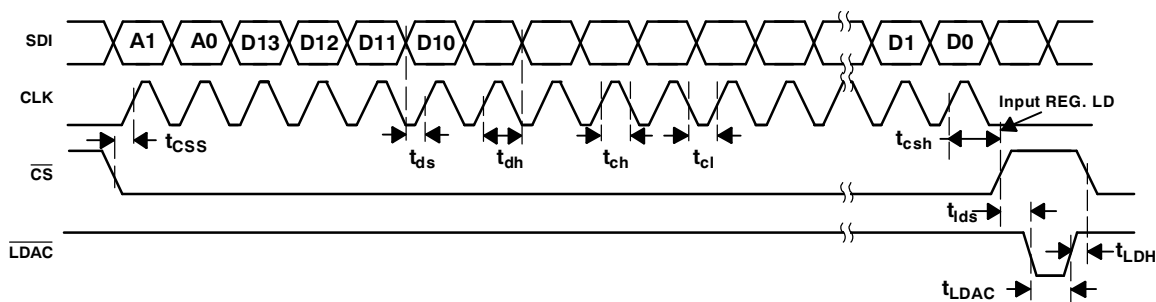 SDI A1 A0 D13 D12 D11 D10 D1 D0
CLK
Input REG. LD
tCSS tds tdh tch tcl tcsh
CS
tlds
LDAC
tLDH
tLDAC